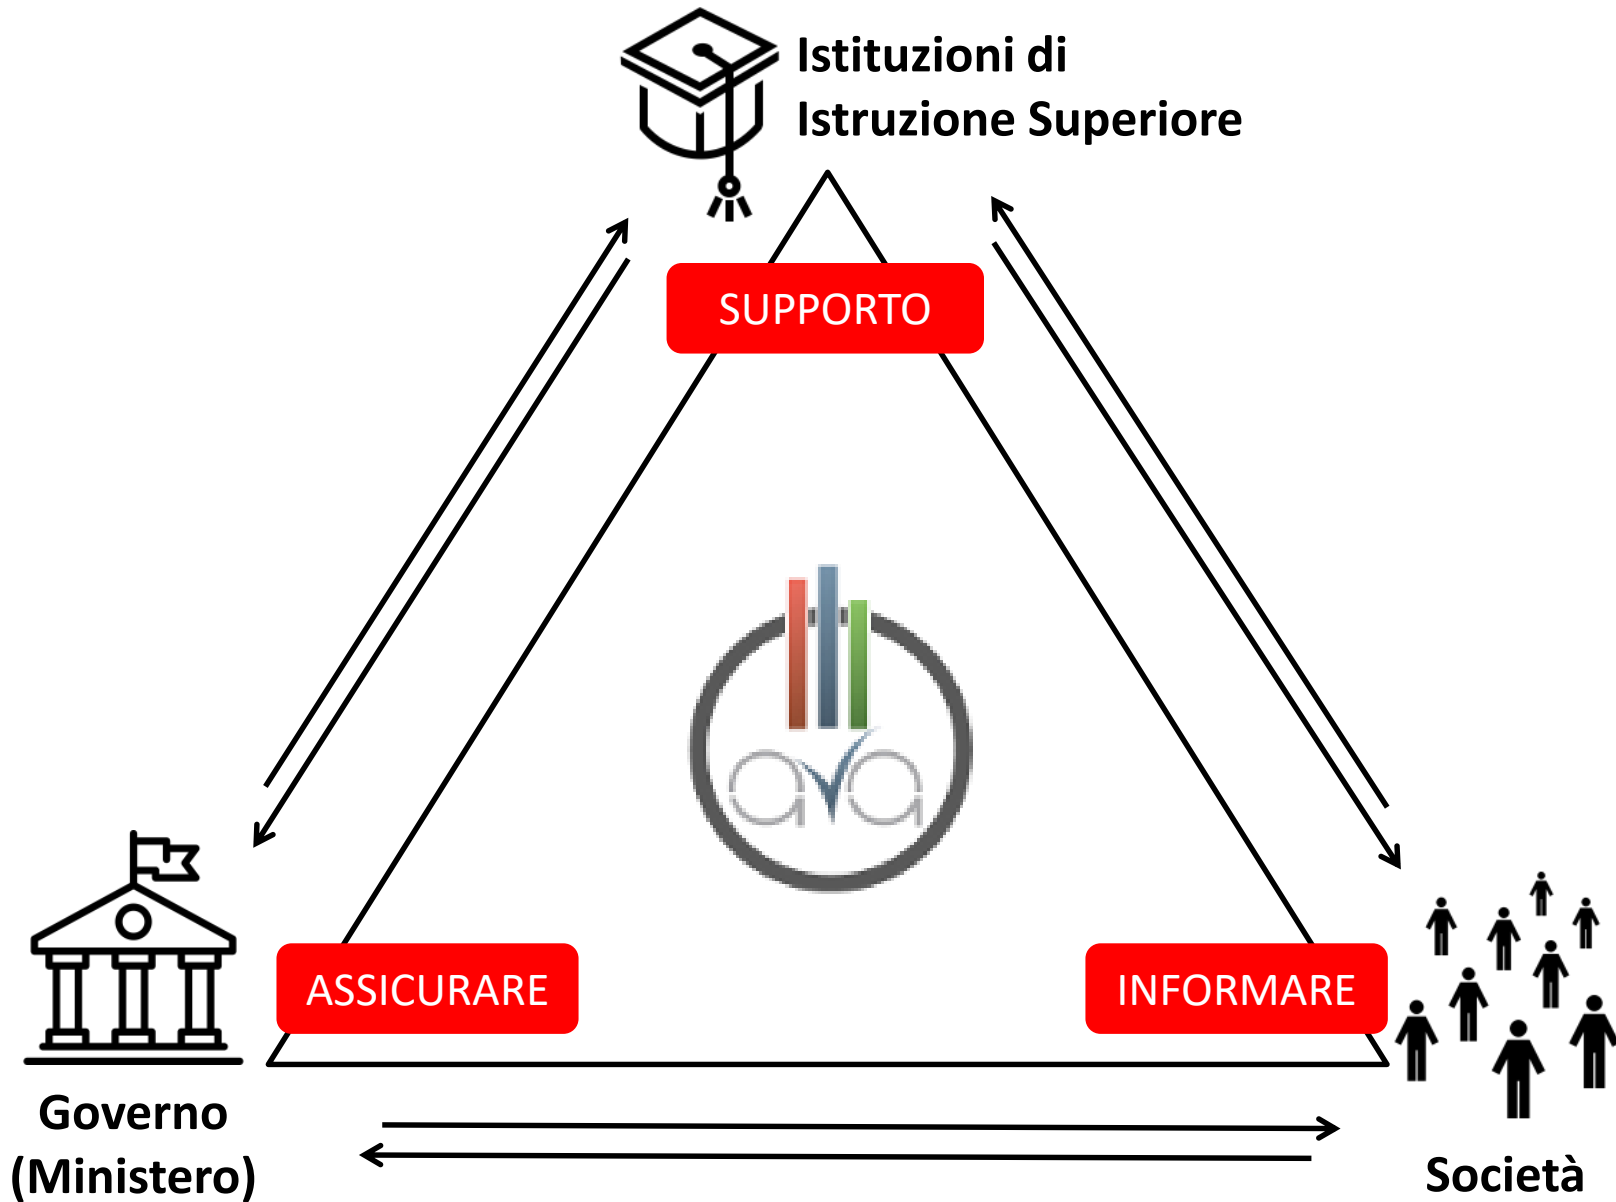 Istituzioni di
Istruzione Superiore
SUPPORTO
ava
ASSICURARE
INFORMARE
Governo
(Ministero)
Società